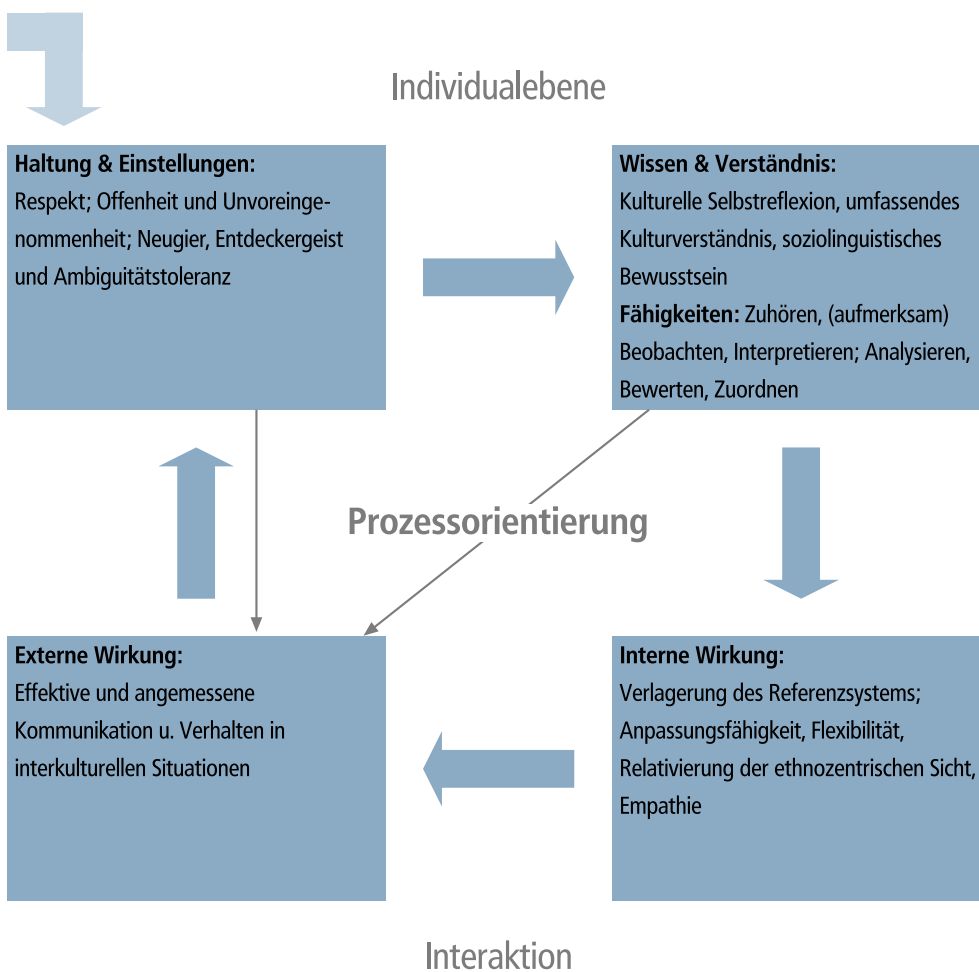 Individualebene
Haltung & Einstellungen:
Respekt; Offenheit und Unvoreinge-
nommenheit; Neugier, Entdeckergeist
und Ambiguitätstoleranz
Wissen & Verständnis:
Kulturelle Selbstreflexion, umfassendes
Kulturverständnis, soziolinguistisches
Bewusstsein
Fähigkeiten: Zuhören, (aufmerksam)
Beobachten, Interpretieren; Analysieren,
Bewerten, Zuordnen
Prozessorientierung
Externe Wirkung:
Effektive und angemessene
Kommunikation u. Verhalten in
interkulturellen Situationen
Interne Wirkung:
Verlagerung des Referenzsystems;
Anpassungsfähigkeit, Flexibilität,
Relativierung der ethnozentrischen Sicht,
Empathie
Interaktion